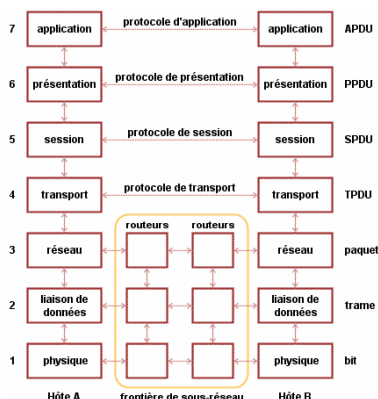 7 application protocole d'application application APDU
6 présentation protocole de présentation présentation PPDU
5 session protocole de session session SPDU
4 transport protocole de transport transport TPDU
routeurs routeurs
3 réseau réseau paquet
2 liaison de données liaison de données trame
1 physique physique bit
Hôte A frontière de sous-réseau Hôte B